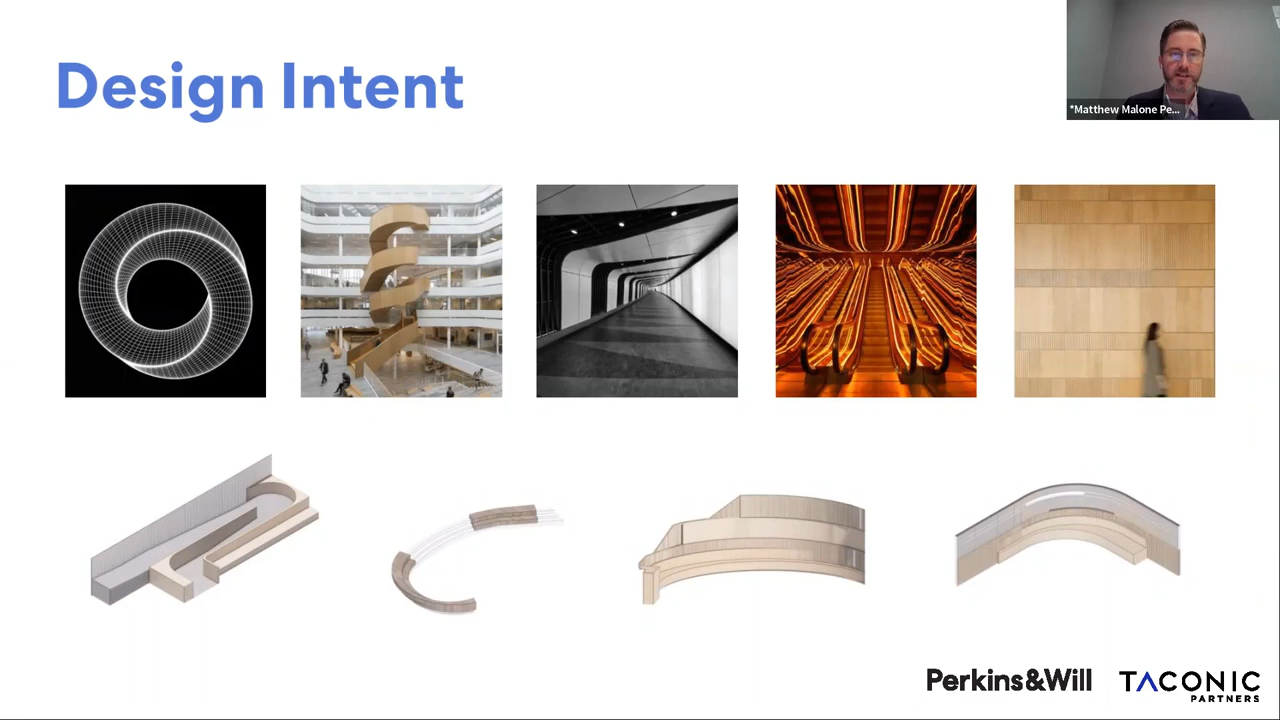 Design Intent
*Matthew Malone Pe...
Perkins&Will
TACONIC
PARTNERS